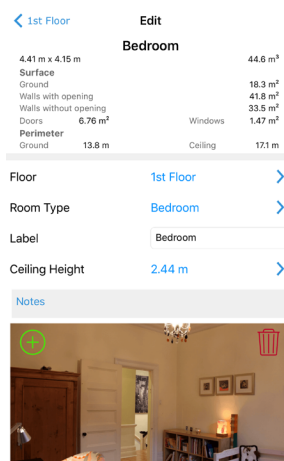 1st Floor Edit
Bedroom
4.41 m x 4.15 m 44.6 m³
Surface
Ground 18.3 m²
Walls with opening 41.8 m²
Walls without opening 33.5 m²
Doors 6.76 m² Windows 1.47 m²
Perimeter
Ground 13.8 m Ceiling 17.1 m
Floor 1st Floor
Room Type Bedroom
Label Bedroom
Ceiling Height 2.44 m
Notes